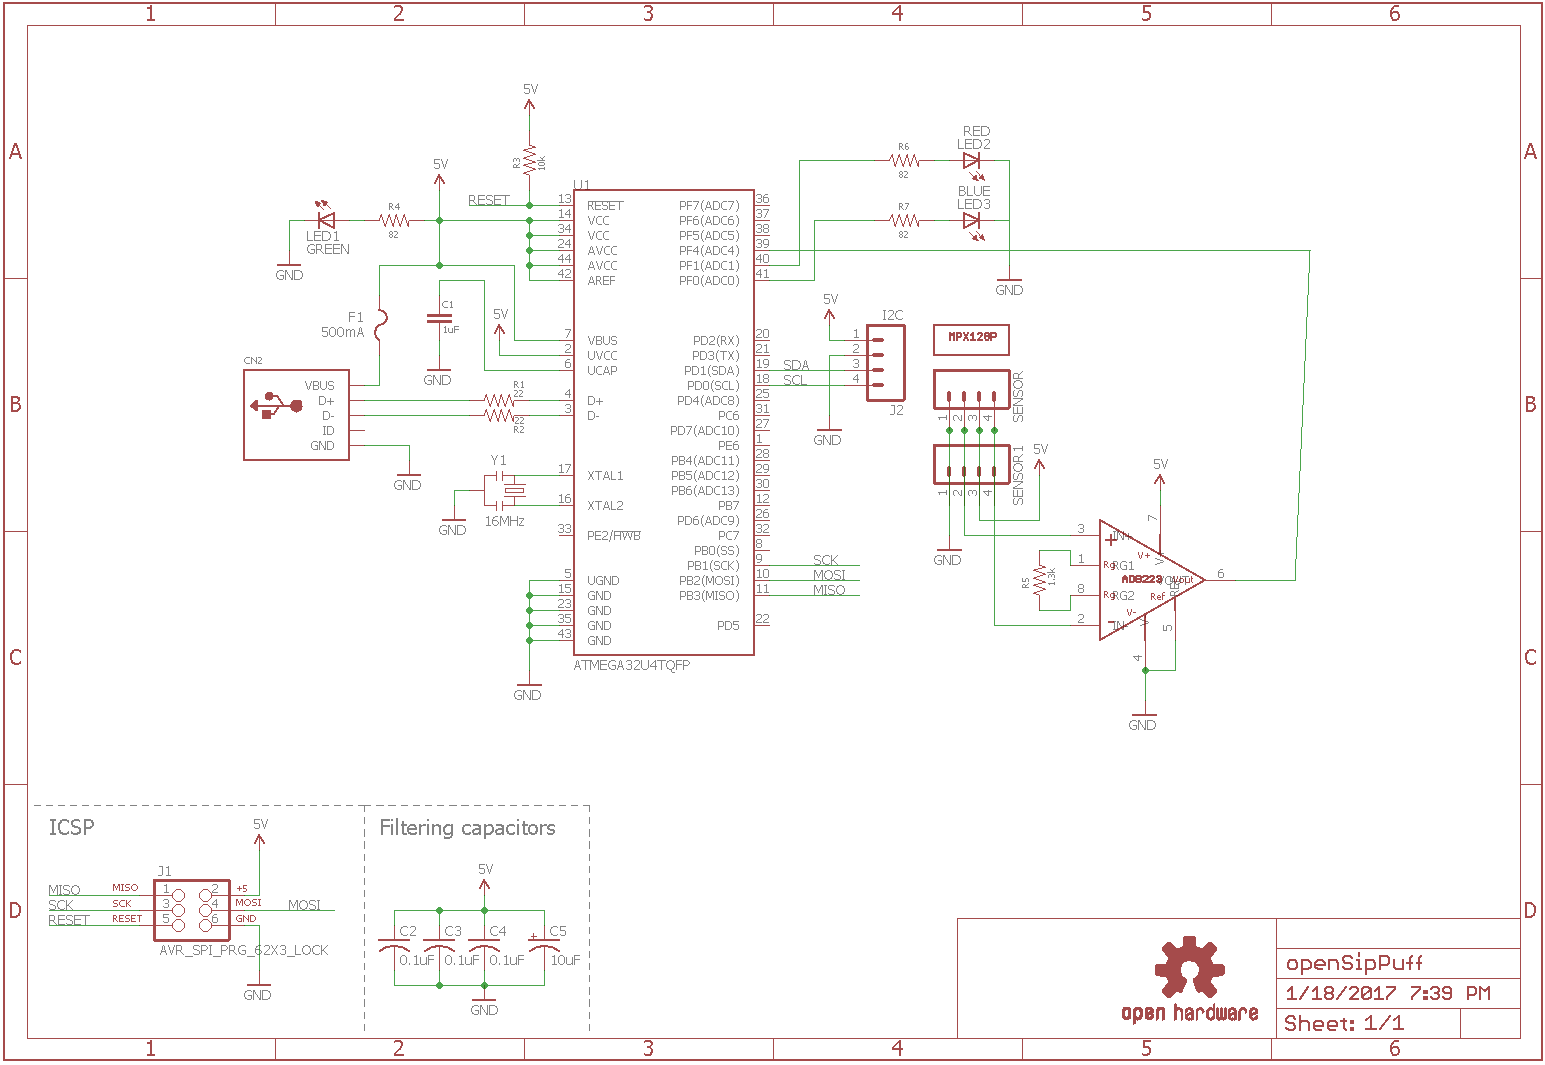 1 2 3 4 5 6
A
A
B
B
C
C
D
D
5V
R3
10k
RESET
5V
R4
82
LED1
GREEN
GND
F1
500mA
C1
1uF
GND
5V
CN2
VBUS
D+
D-
ID
GND
GND
R1
22
22
R2
Y1
16MHz
GND
U1
13 RESET
14 VCC
34 VCC
24 AVCC
44 AVCC
42 AREF
7 VBUS
2 UVCC
6 UCAP
4 D+
3 D-
17 XTAL1
16 XTAL2
33 PE2/HWB
5 UGND
15 GND
23 GND
35 GND
43 GND
GND
PF7(ADC7) 36
PF6(ADC6) 37
PF5(ADC5) 38
PF4(ADC4) 39
PF1(ADC1) 40
PF0(ADC0) 41
PD2(RX) 20
PD3(TX) 21
PD1(SDA) 19
PD0(SCL) 18
PD4(ADC8) 25
PC6 31
PD7(ADC10) 27
PE6 1
PB4(ADC11) 28
PB5(ADC12) 29
PB6(ADC13) 30
PB7 12
PD6(ADC9) 26
PC7 32
PB0(SS) 8
PB1(SCK) 9
PB2(MOSI) 10
PB3(MISO) 11
PD5 22
ATMEGA32U4TQFP
SDA
SCL
SCK
MOSI
MISO
RED
LED2
R6
82
BLUE
LED3
R7
82
GND
5V
I2C
1
2
3
4
J2
GND
MPX120P
SENSOR
1 2 3 4
SENSOR1
1 2 3 4
5V
GND
5V
7
3 IN+
1 RG RG1
8 RG RG2
2 IN-
R5
1.3k
V+
AD8223
Vout
Ref
V-
6
5
4
GND
ICSP
5V
J1
MISO MISO 1 2 +5
SCK SCK 3 4 MOSI MOSI
RESET RESET 5 6 GND
AVR_SPI_PRG_62X3_LOCK
GND
Filtering capacitors
5V
C2 C3 C4 C5
0.1uF 0.1uF 0.1uF 10uF
GND
open hardware
openSipPuff
1/18/2017 7:39 PM
Sheet: 1/1
1 2 3 4 5 6